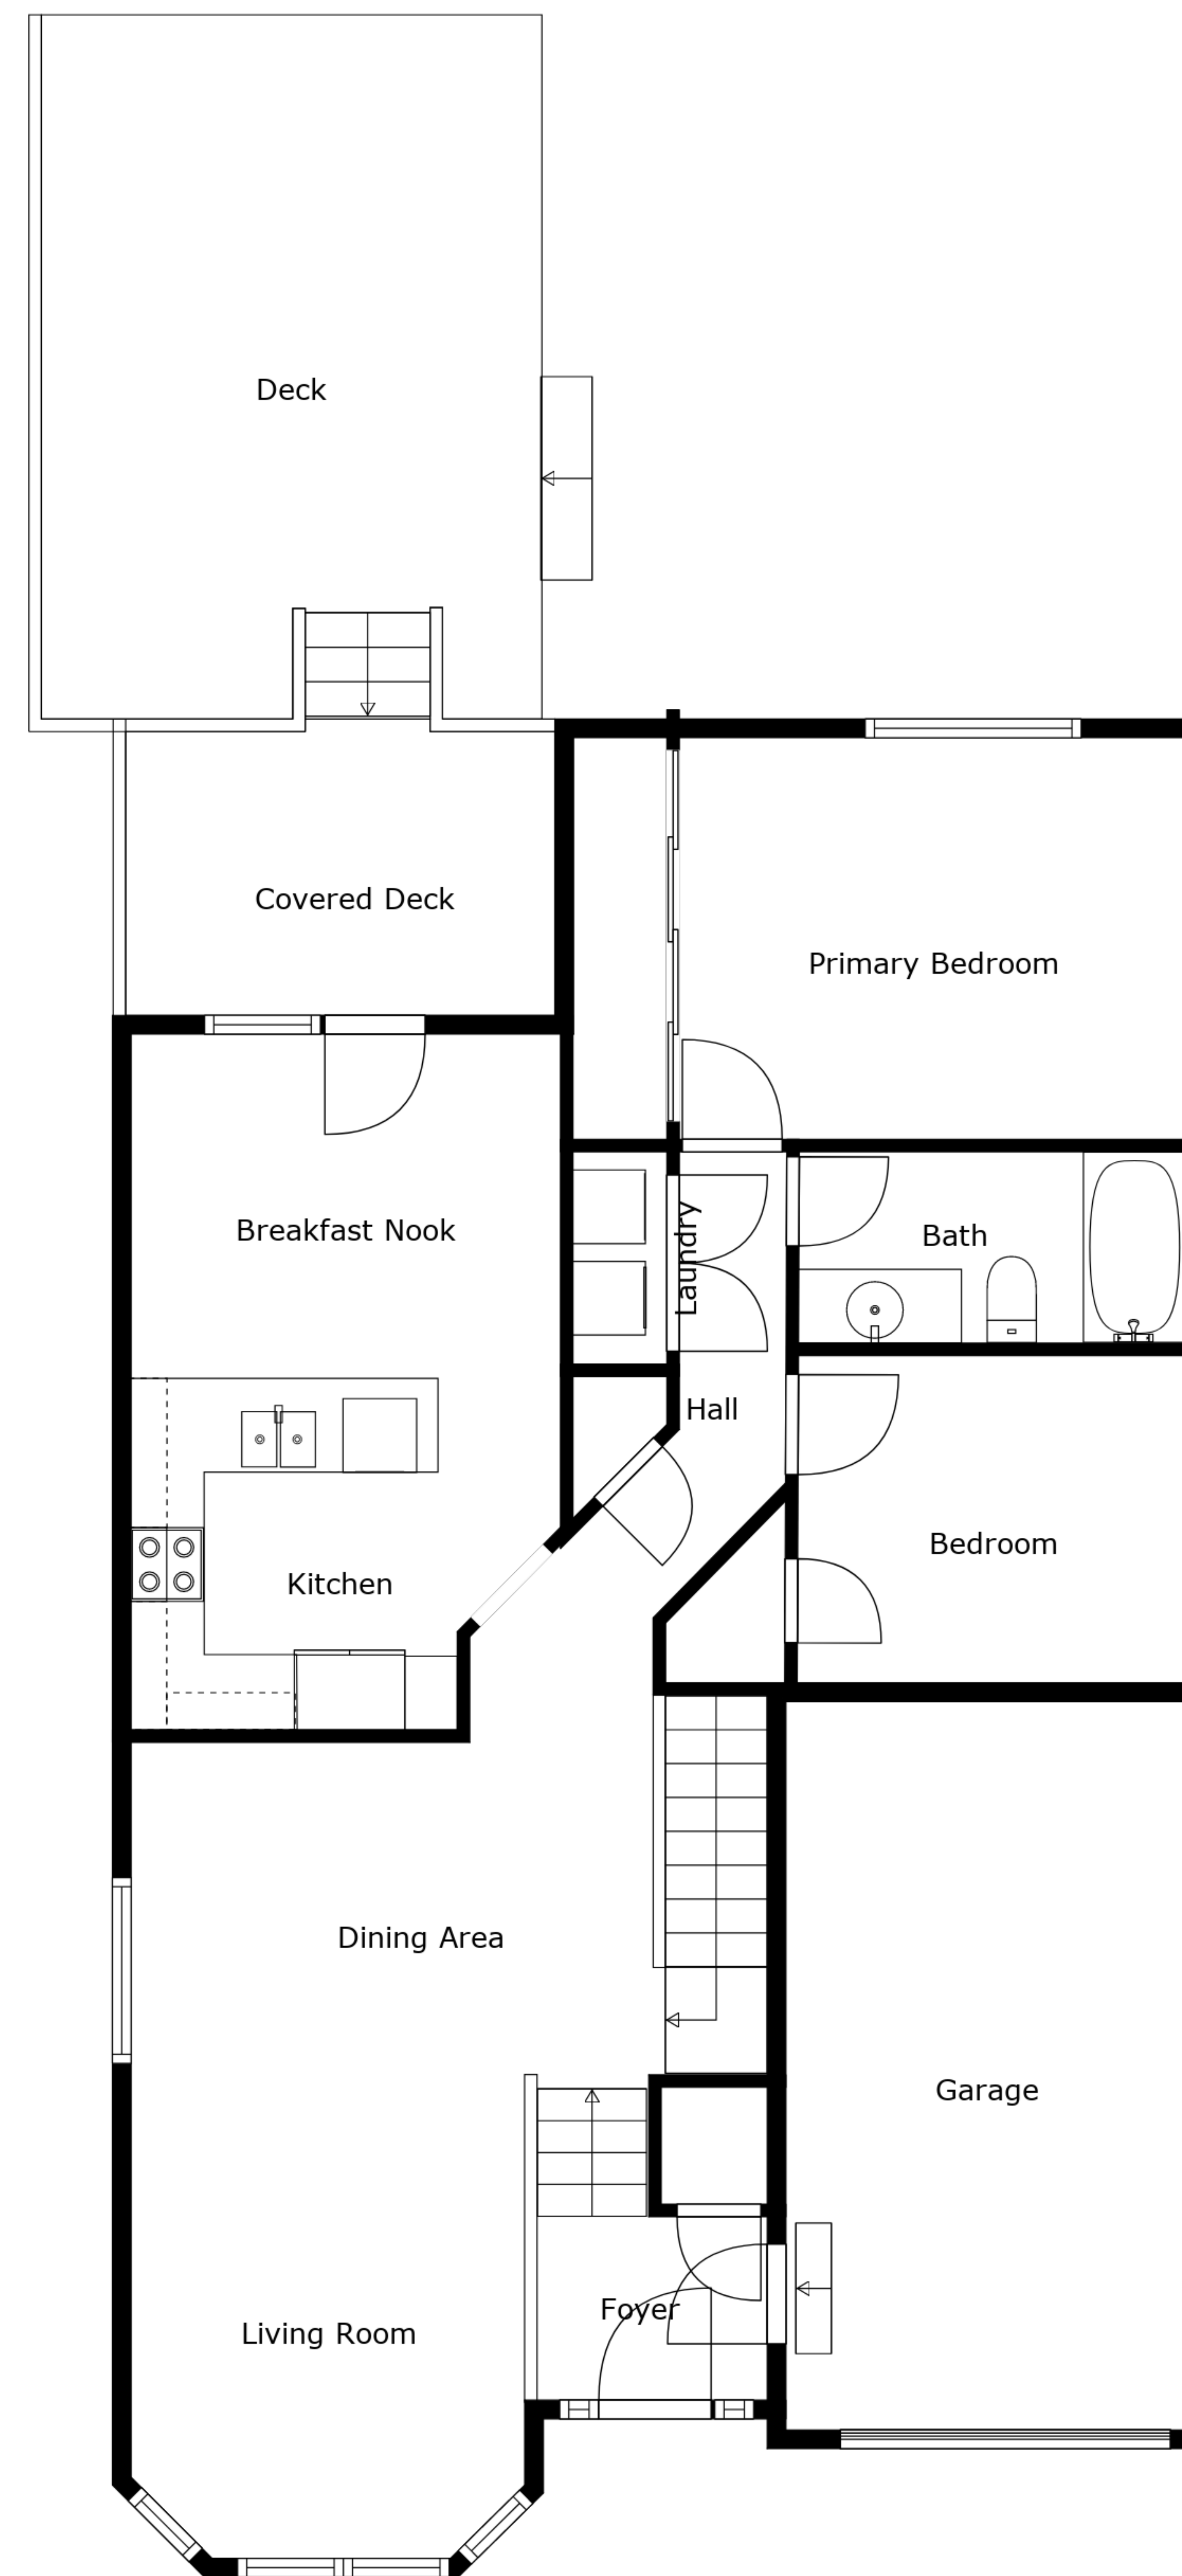 Deck
Covered Deck
Primary Bedroom
Breakfast Nook
Laundry
Bath
Hall
Bedroom
Kitchen
Dining Area
Garage
Foyer
Living Room